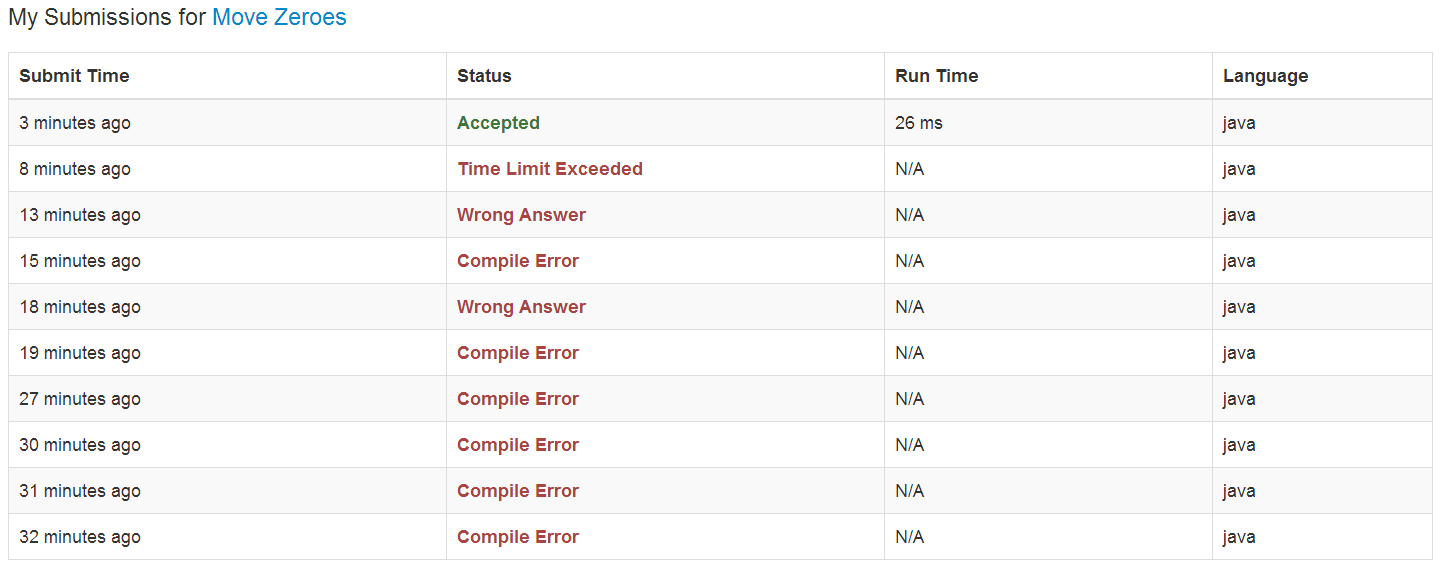 My Submissions for Move Zeroes
Submit Time Status Run Time Language
3 minutes ago Accepted 26 ms java
8 minutes ago Time Limit Exceeded N/A java
13 minutes ago Wrong Answer N/A java
15 minutes ago Compile Error N/A java
18 minutes ago Wrong Answer N/A java
19 minutes ago Compile Error N/A java
27 minutes ago Compile Error N/A java
30 minutes ago Compile Error N/A java
31 minutes ago Compile Error N/A java
32 minutes ago Compile Error N/A java